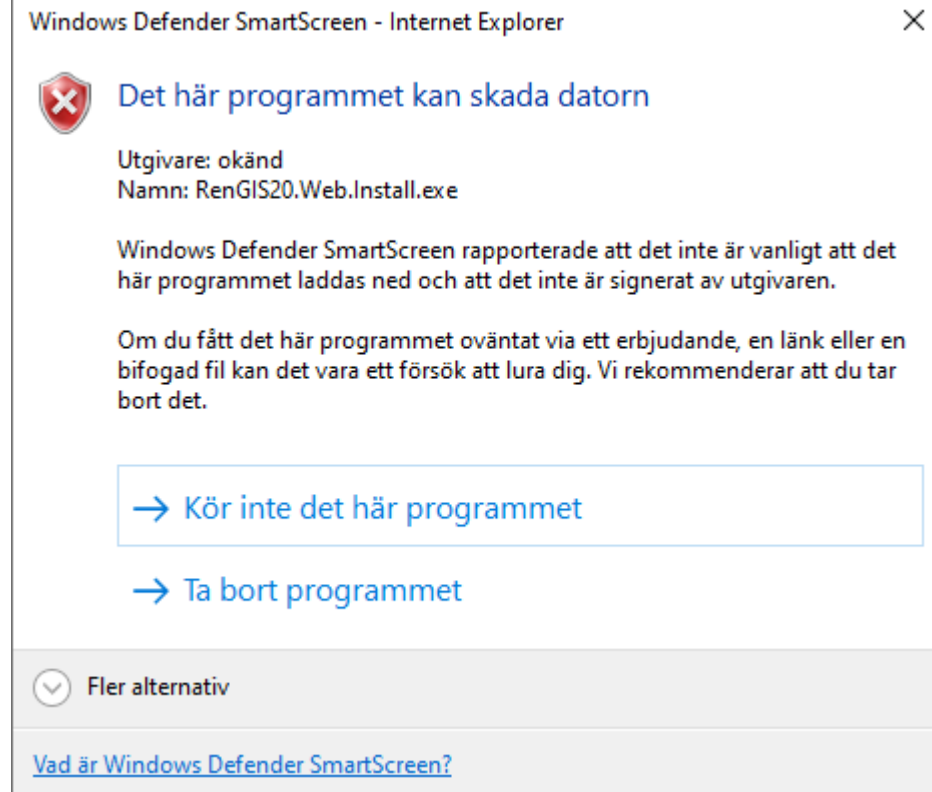 Windows Defender SmartScreen - Internet Explorer
Det här programmet kan skada datorn
Utgivare: okänd
Namn: RenGIS20.Web.Install.exe
Windows Defender SmartScreen rapporterade att det inte är vanligt att det
här programmet laddas ned och att det inte är signerat av utgivaren.
Om du fått det här programmet oväntat via ett erbjudande, en länk eller en
bifogad fil kan det vara ett försök att lura dig. Vi rekommenderar att du tar
bort det.
Kör inte det här programmet
Ta bort programmet
Fler alternativ
Vad är Windows Defender SmartScreen?